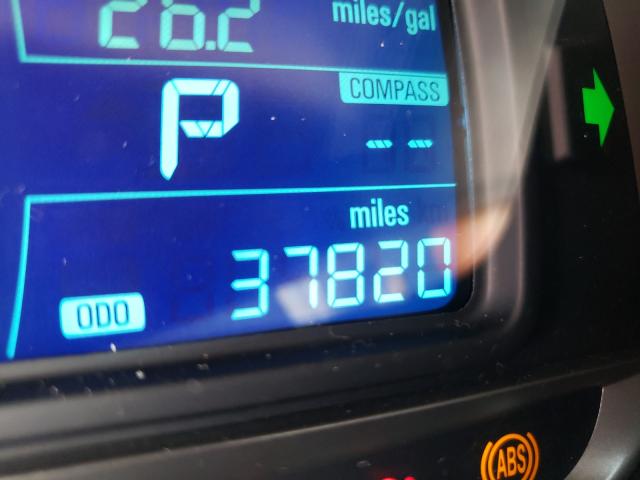 26.2 miles/gal
P COMPASS
--
miles
ODO 37820
ABS